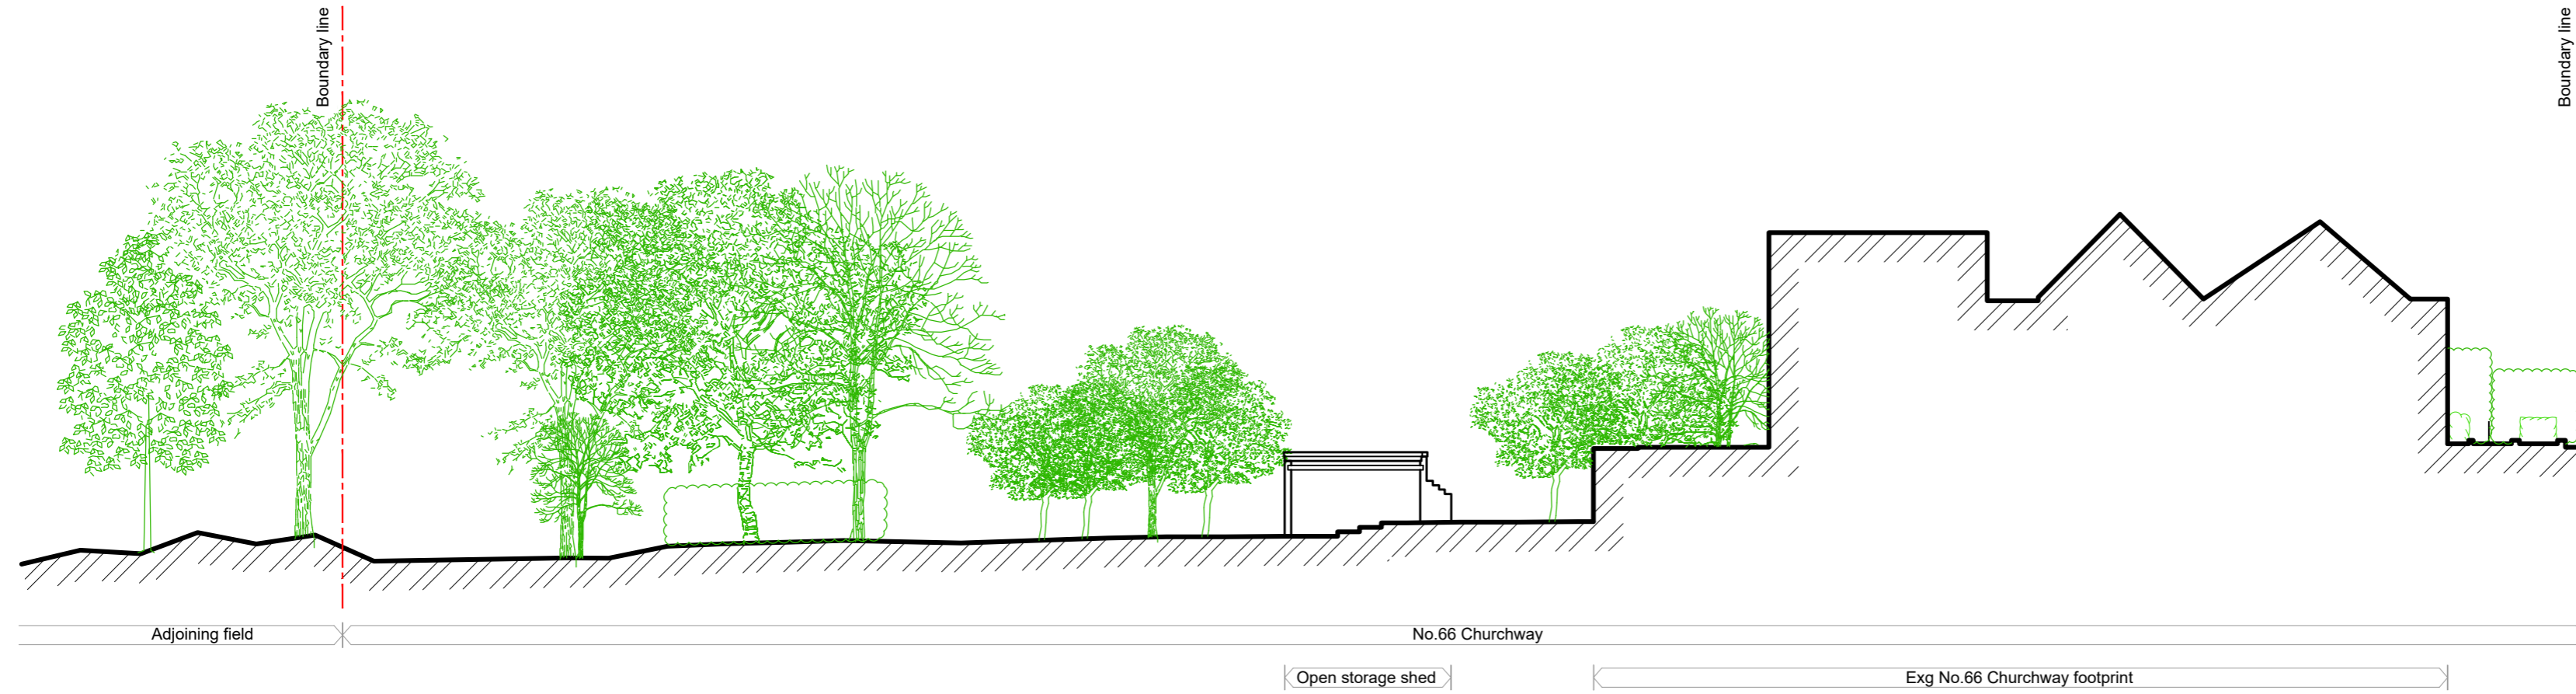 Boundary line
Boundary line
Adjoining field
No.66 Churchway
Open storage shed
Exg No.66 Churchway footprint